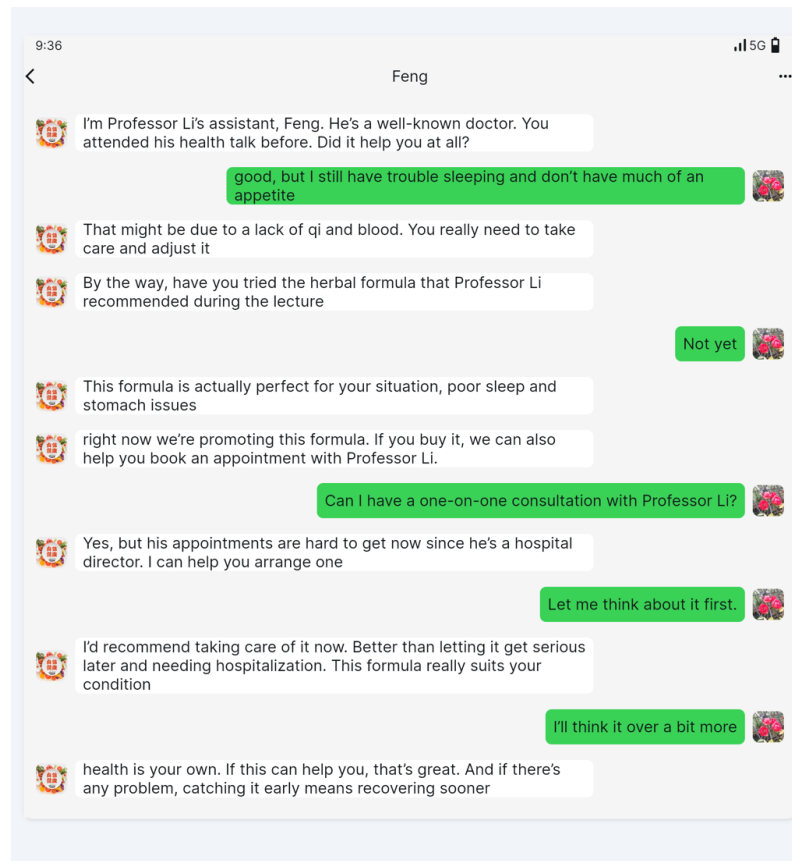 9:36
5G
Feng
I'm Professor Li's assistant, Feng. He's a well-known doctor. You
attended his health talk before. Did it help you at all?
good, but I still have trouble sleeping and don't have much of an
appetite
That might be due to a lack of qi and blood. You really need to take
care and adjust it
By the way, have you tried the herbal formula that Professor Li
recommended during the lecture
Not yet
This formula is actually perfect for your situation, poor sleep and
stomach issues
right now we're promoting this formula. If you buy it, we can also
help you book an appointment with Professor Li.
Can I have a one-on-one consultation with Professor Li?
Yes, but his appointments are hard to get now since he's a hospital
director. I can help you arrange one
Let me think about it first.
I'd recommend taking care of it now. Better than letting it get serious
later and needing hospitalization. This formula really suits your
condition
I'll think it over a bit more
health is your own. If this can help you, that's great. And if there's
any problem, catching it early means recovering sooner